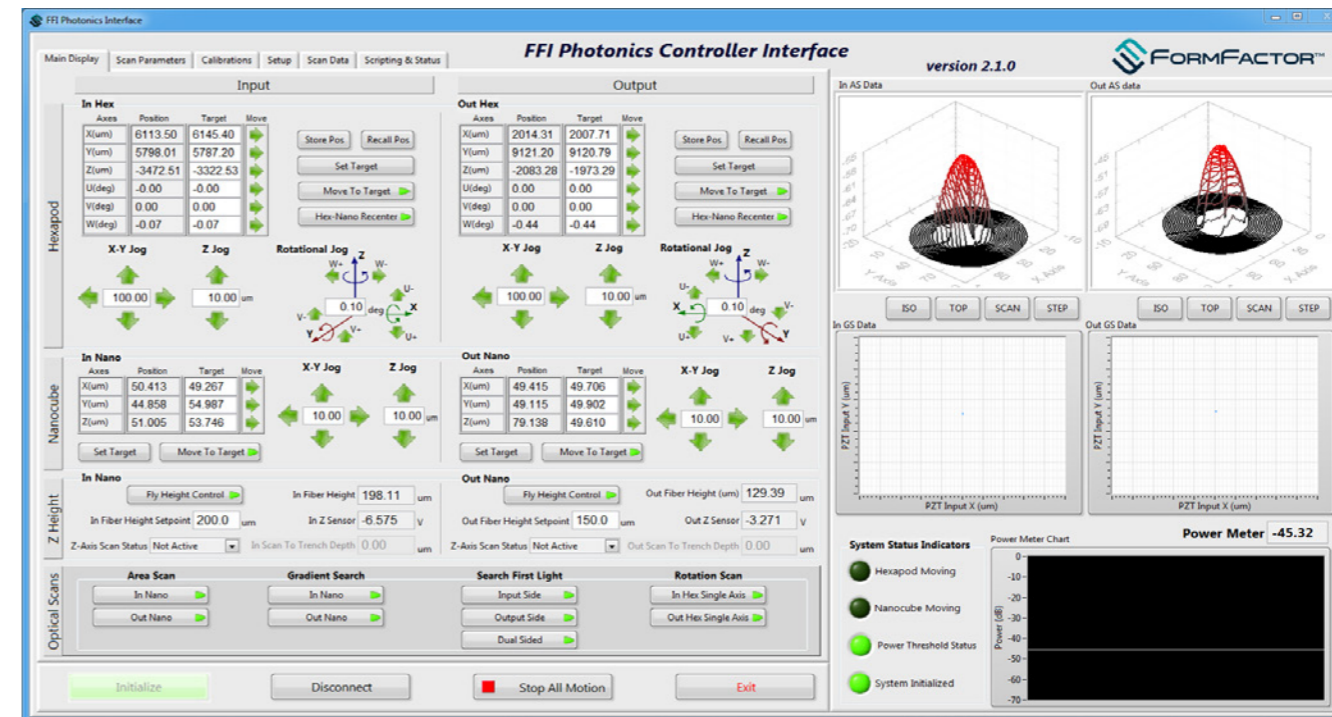 FFI Photonics Interface
FFI Photonics Controller Interface
version 2.1.0
FORMFACTOR™
Main Display Scan Parameters Calibrations Setup Scan Data Scripting & Status
Input
Hexapod
In Hex
Axes Position Target Move
X(um) 6113.50 6145.40
Y(um) 5798.01 5787.20
Z(um) -3472.51 -3322.53
U(deg) -0.00 -0.00
V(deg) 0.00 0.00
W(deg) -0.07 -0.07
Store Pos Recall Pos
Set Target
Move To Target
Hex-Nano Recenter
X-Y Jog Z Jog Rotational Jog
100.00 10.00 um 0.10 deg
Z
W+ W-
U-
X
V-
Y V+ U+
Output
Out Hex
Axes Position Target Move
X(um) 2014.31 2007.71
Y(um) 9121.20 9120.79
Z(um) -2083.28 -1973.29
U(deg) 0.00 0.00
V(deg) 0.00 0.00
W(deg) -0.44 -0.44
Store Pos Recall Pos
Set Target
Move To Target
Hex-Nano Recenter
X-Y Jog Z Jog Rotational Jog
100.00 10.00 um 0.10 deg
Z
W+ W-
U-
X V-
U+ V+ Y
Nanocube
In Nano
Axes Position Target Move
X(um) 50.413 49.267
Y(um) 44.858 54.987
Z(um) 51.005 53.746
Set Target Move To Target
X-Y Jog Z Jog
10.00 10.00 um
Out Nano
Axes Position Target Move
X(um) 49.415 49.706
Y(um) 49.115 49.902
Z(um) 79.138 49.610
Set Target Move To Target
X-Y Jog Z Jog
10.00 10.00 um
Z Height
In Nano
Fly Height Control In Fiber Height 198.11 um
In Fiber Height Setpoint 200.0 um In Z Sensor -6.575 V
Z-Axis Scan Status Not Active In Scan To Trench Depth 0.00 um
Out Nano
Fly Height Control Out Fiber Height (um) 129.39 um
Out Fiber Height Setpoint 150.0 um Out Z Sensor -3.271 V
Z-Axis Scan Status Not Active Out Scan To Trench Depth 0.00 um
Optical Scans
Area Scan Gradient Search Search First Light Rotation Scan
In Nano In Nano Input Side In Hex Single Axis
Out Nano Out Nano Output Side Out Hex Single Axis
Dual Sided
Initialize Disconnect Stop All Motion Exit
In AS Data
Y Axis X Axis
ISO TOP SCAN STEP
Out AS data
Y Axis X Axis
ISO TOP SCAN STEP
In GS Data
PZT Input Y (um)
PZT Input X (um)
Out GS Data
PZT Input Y (um)
PZT Input X (um)
System Status Indicators
Hexapod Moving
Nanocube Moving
Power Threshold Status
System Initialized
Power Meter Chart
Power Meter -45.32
Power (dB)
0
-10
-20
-30
-40
-50
-60
-70